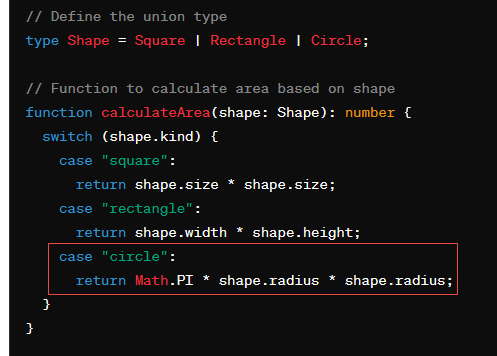 // Define the union type
type Shape = Square | Rectangle | Circle;
// Function to calculate area based on shape
function calculateArea(shape: Shape): number {
switch (shape.kind) {
case "square":
return shape.size * shape.size;
case "rectangle":
return shape.width * shape.height;
case "circle":
return Math.PI * shape.radius * shape.radius;
}
}